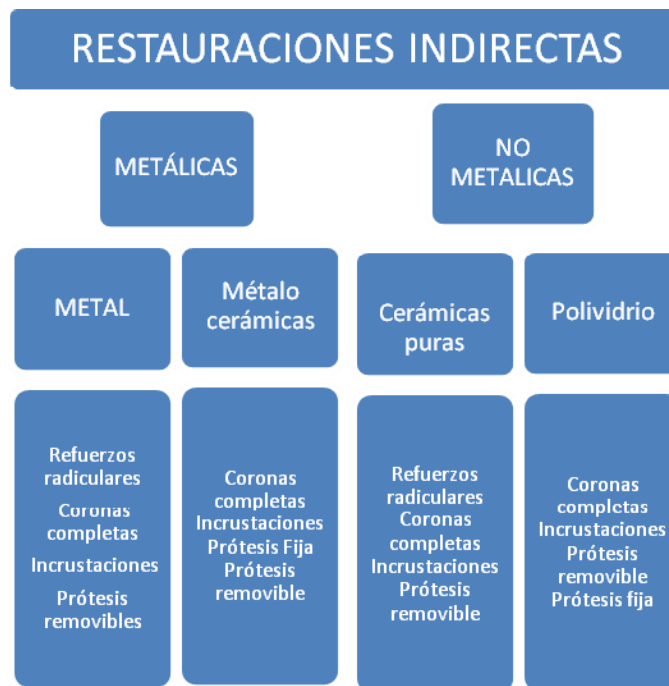 RESTAURACIONES INDIRECTAS
METÁLICAS
NO
METALICAS
METAL
Métalo
cerámicas
Cerámicas
puras
Polividrio
Refuerzos
radiculares
Coronas
completas
Incrustaciones
Prótesis
removibles
Coronas
completas
Incrustaciones
Prótesis Fija
Prótesis
removible
Refuerzos
radiculares
Coronas
completas
Incrustaciones
Prótesis
removible
Coronas
completas
Incrustaciones
Prótesis
removible
Prótesis fija